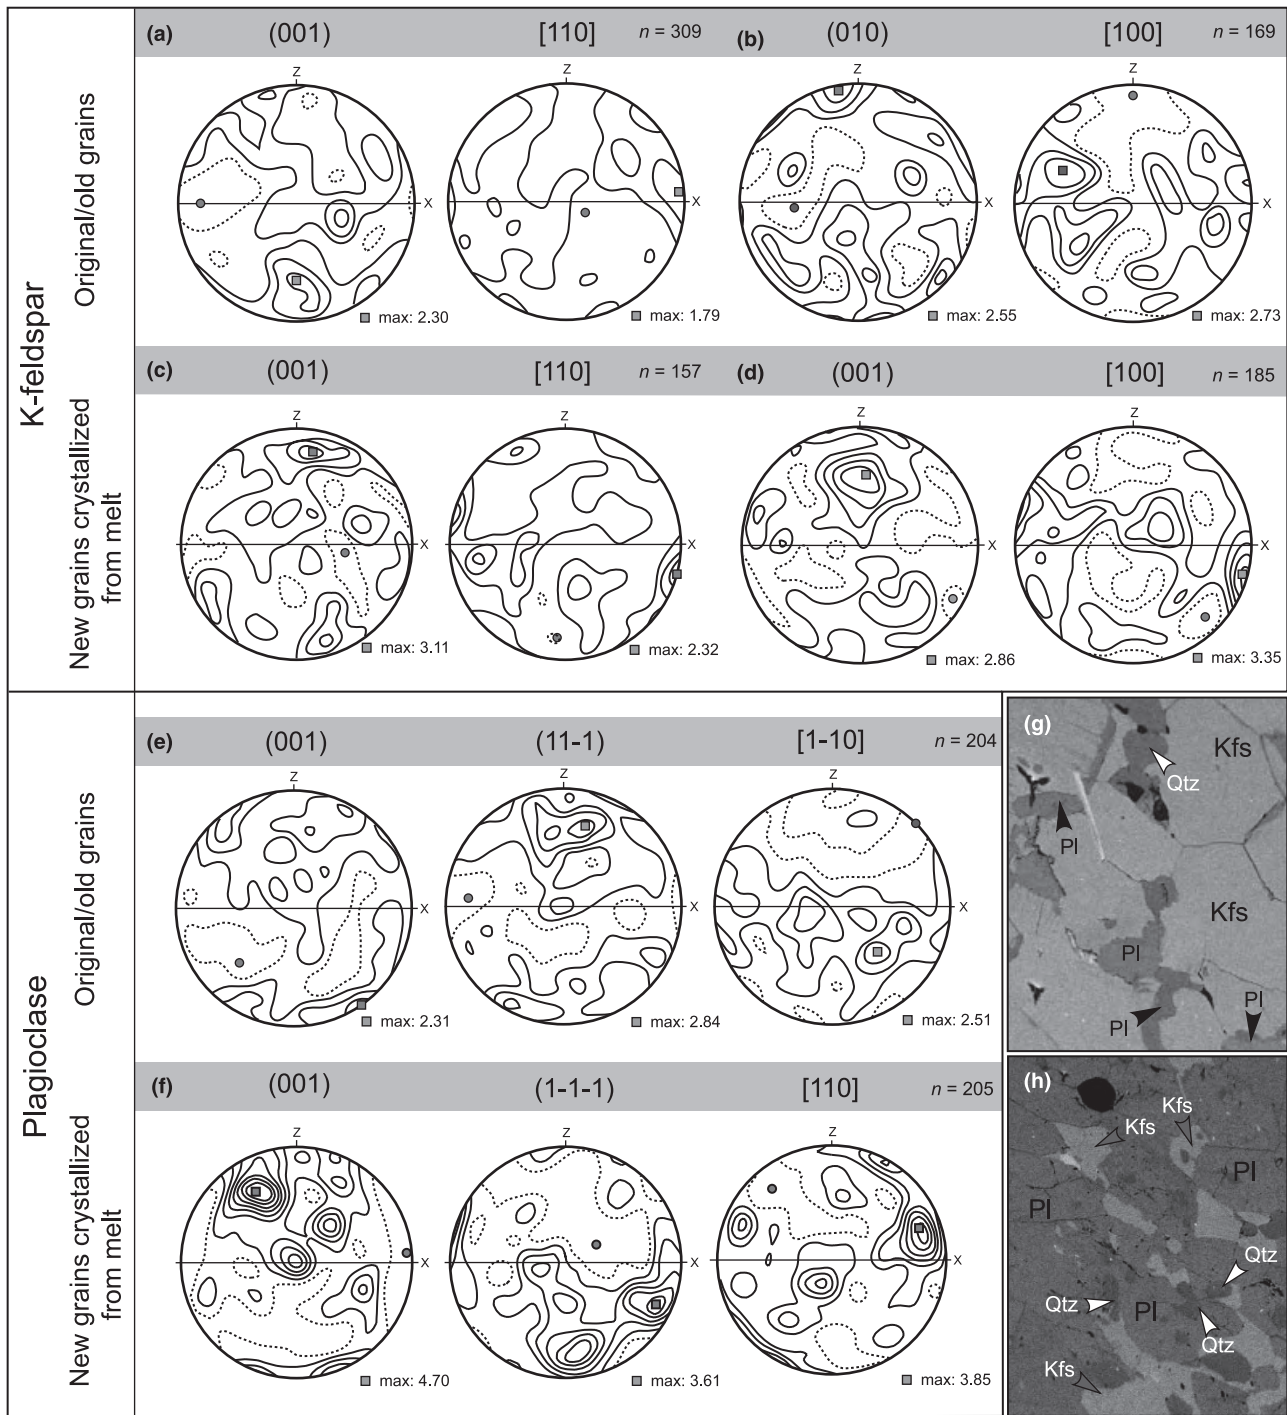 K-feldspar
Original/old grains
(a) (001) [110] n = 309 (b) (010) [100] n = 169
Z Z Z Z
X X X X
max: 2.30 max: 1.79 max: 2.55 max: 2.73
New grains crystallized
from melt
(c) (001) [110] n = 157 (d) (001) [100] n = 185
Z Z Z Z
X X X X
max: 3.11 max: 2.32 max: 2.86 max: 3.35
Plagioclase
Original/old grains
(e) (001) (11-1) [1-10] n = 204
Z Z Z
X X X
max: 2.31 max: 2.84 max: 2.51
New grains crystallized
from melt
(f) (001) (1-1-1) [110] n = 205
Z Z Z
X X X
max: 4.70 max: 3.61 max: 3.85
(g)
Kfs
Qtz
Pl
Kfs
Pl
Pl
Pl
(h)
Kfs
Kfs
Pl
Pl
Qtz
Qtz
Pl
Qtz
Kfs